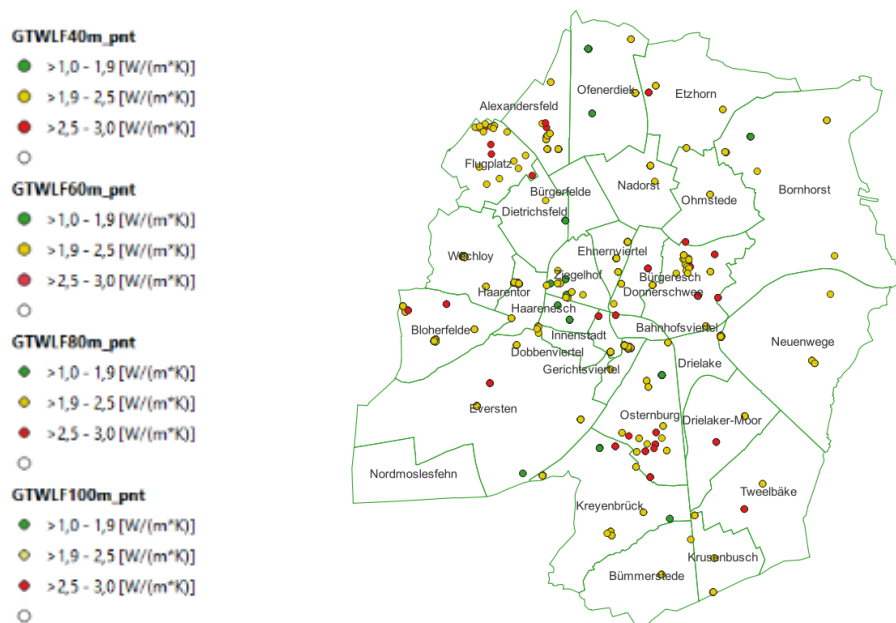 GTWLF40m_pnt
>1,0 - 1,9 [W/(m*K)]
>1,9 - 2,5 [W/(m*K)]
>2,5 - 3,0 [W/(m*K)]
GTWLF60m_pnt
>1,0 - 1,9 [W/(m*K)]
>1,9 - 2,5 [W/(m*K)]
>2,5 - 3,0 [W/(m*K)]
GTWLF80m_pnt
>1,0 - 1,9 [W/(m*K)]
>1,9 - 2,5 [W/(m*K)]
>2,5 - 3,0 [W/(m*K)]
GTWLF100m_pnt
>1,0 - 1,9 [W/(m*K)]
>1,9 - 2,5 [W/(m*K)]
>2,5 - 3,0 [W/(m*K)]
Ofenerdiek
Etzhorn
Alexandersfeld
Flugplatz
Bürgerfelde
Nadorst
Bornhorst
Ohmstede
Dietrichsfeld
Ehnernviertel
Wechloy
Ziegelhof
Bürgeresch
Haarentor
Donnerschwee
Haarenesch
Bloherfelde
Innenstadt
Bahnhofsviertel
Neuenwege
Dobbenviertel
Drielake
Gerichtsviertel
Eversten
Osternburg
Drielaker-Moor
Nordmoslesfehn
Tweelbäke
Kreyenbrück
Krusenbusch
Bümmerstede